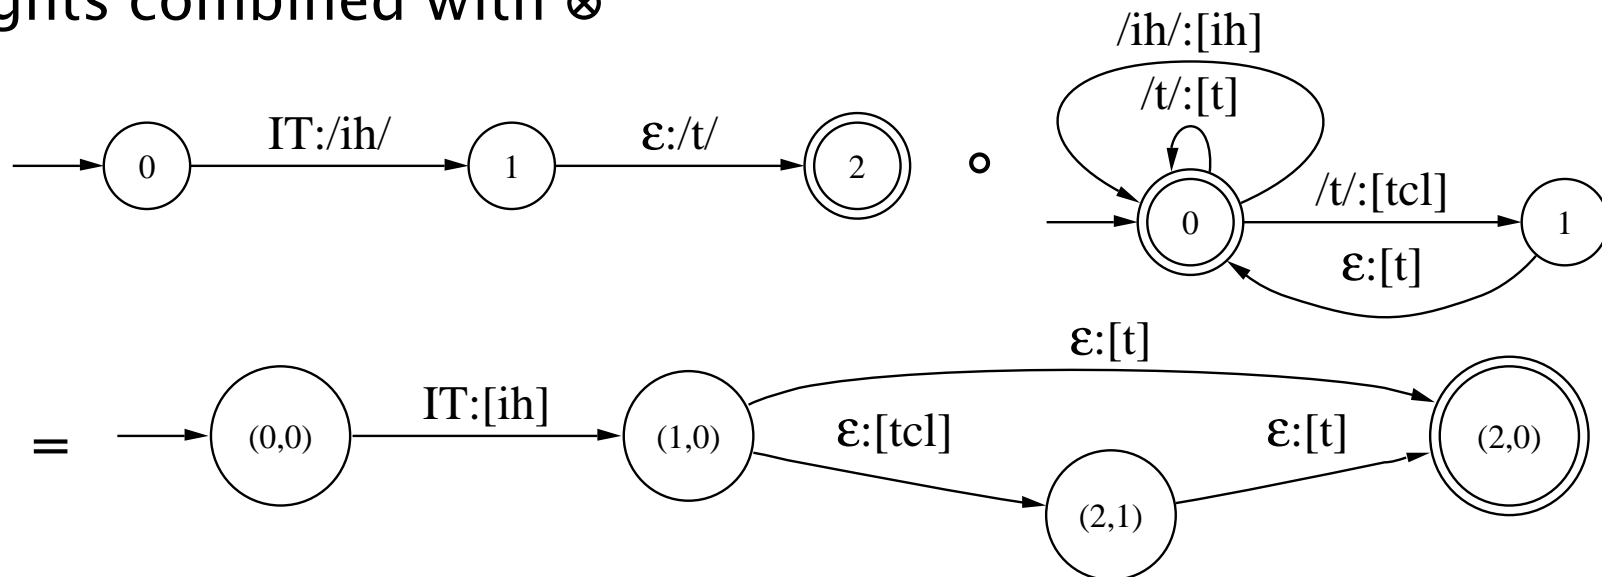 ghts combined with ⊗
/ih/:[ih]
/t/:[t]
IT:/ih/ ε:/t/
0 1 2 ∘ 0 /t/:[tcl] 1
ε:[t]
ε:[t]
IT:[ih] ε:[tcl] ε:[t]
= (0,0) (1,0) (2,0)
(2,1)